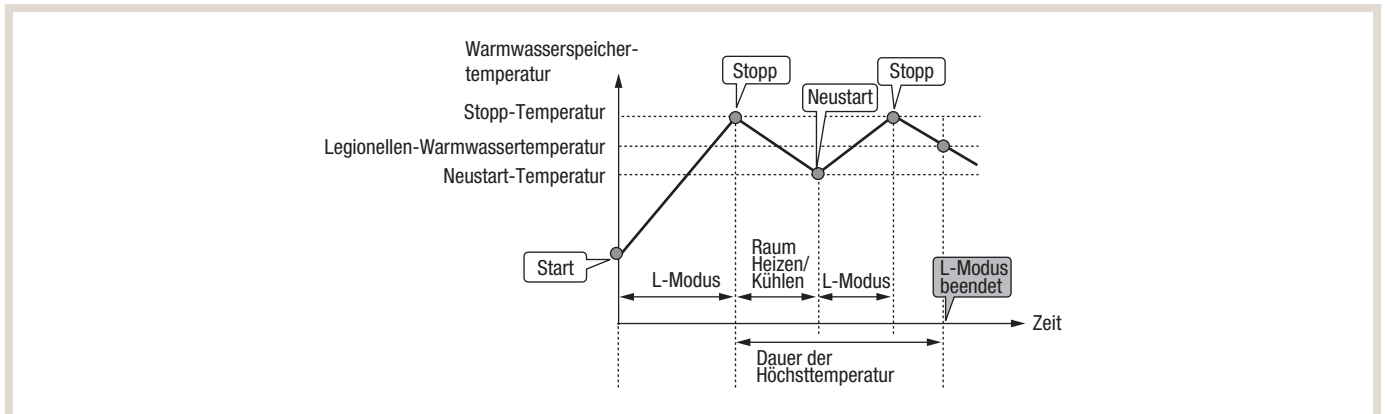 Warmwasserspeicher-
temperatur
Stopp
Stopp
Neustart
Stopp-Temperatur
Legionellen-Warmwassertemperatur
Neustart-Temperatur
Start
L-Modus
Raum
Heizen/
Kühlen
L-Modus
L-Modus
beendet
Zeit
Dauer der
Höchsttemperatur